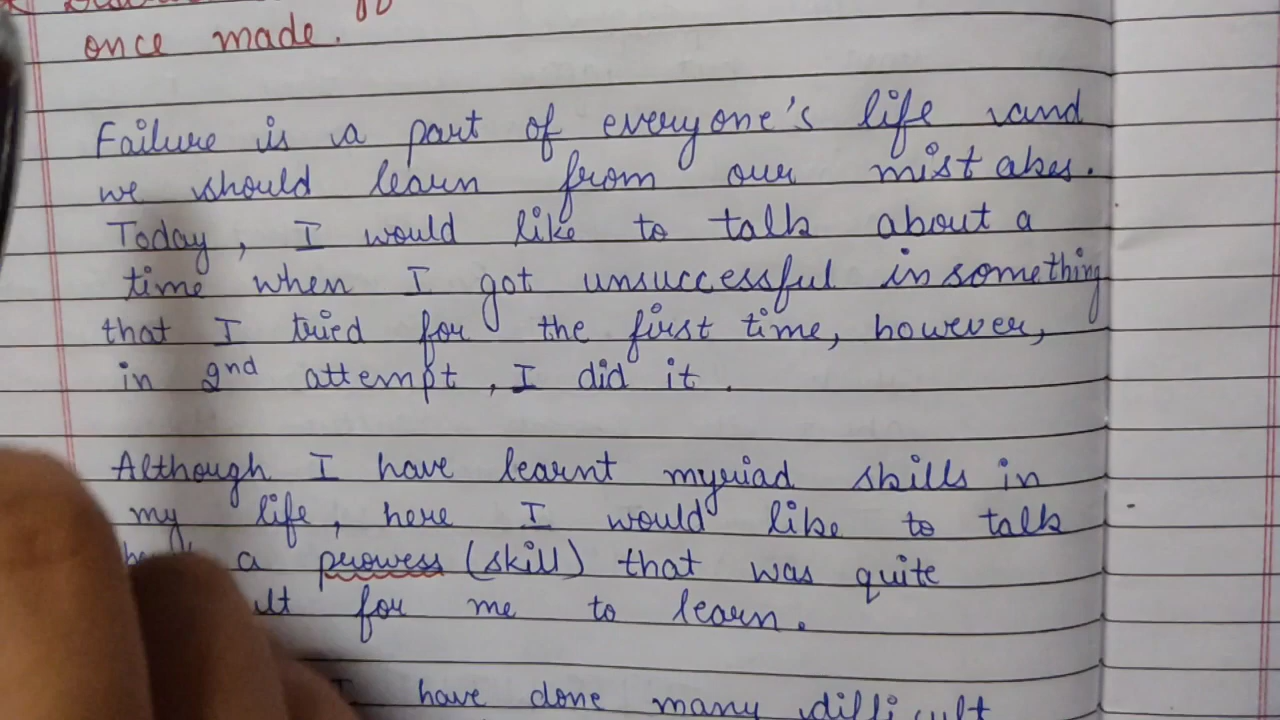 once made.
Failure is a part of everyone's life and
we should learn from our mistakes.
Today, I would like to talk about a
time when I got unsuccessful in something
that I tried for the first time, however,
in 2nd attempt, I did it.
Although I have learnt myriad skills in
my life, here I would like to talk
a prowess (skill) that was quite
for me to learn.
I have done many difficult